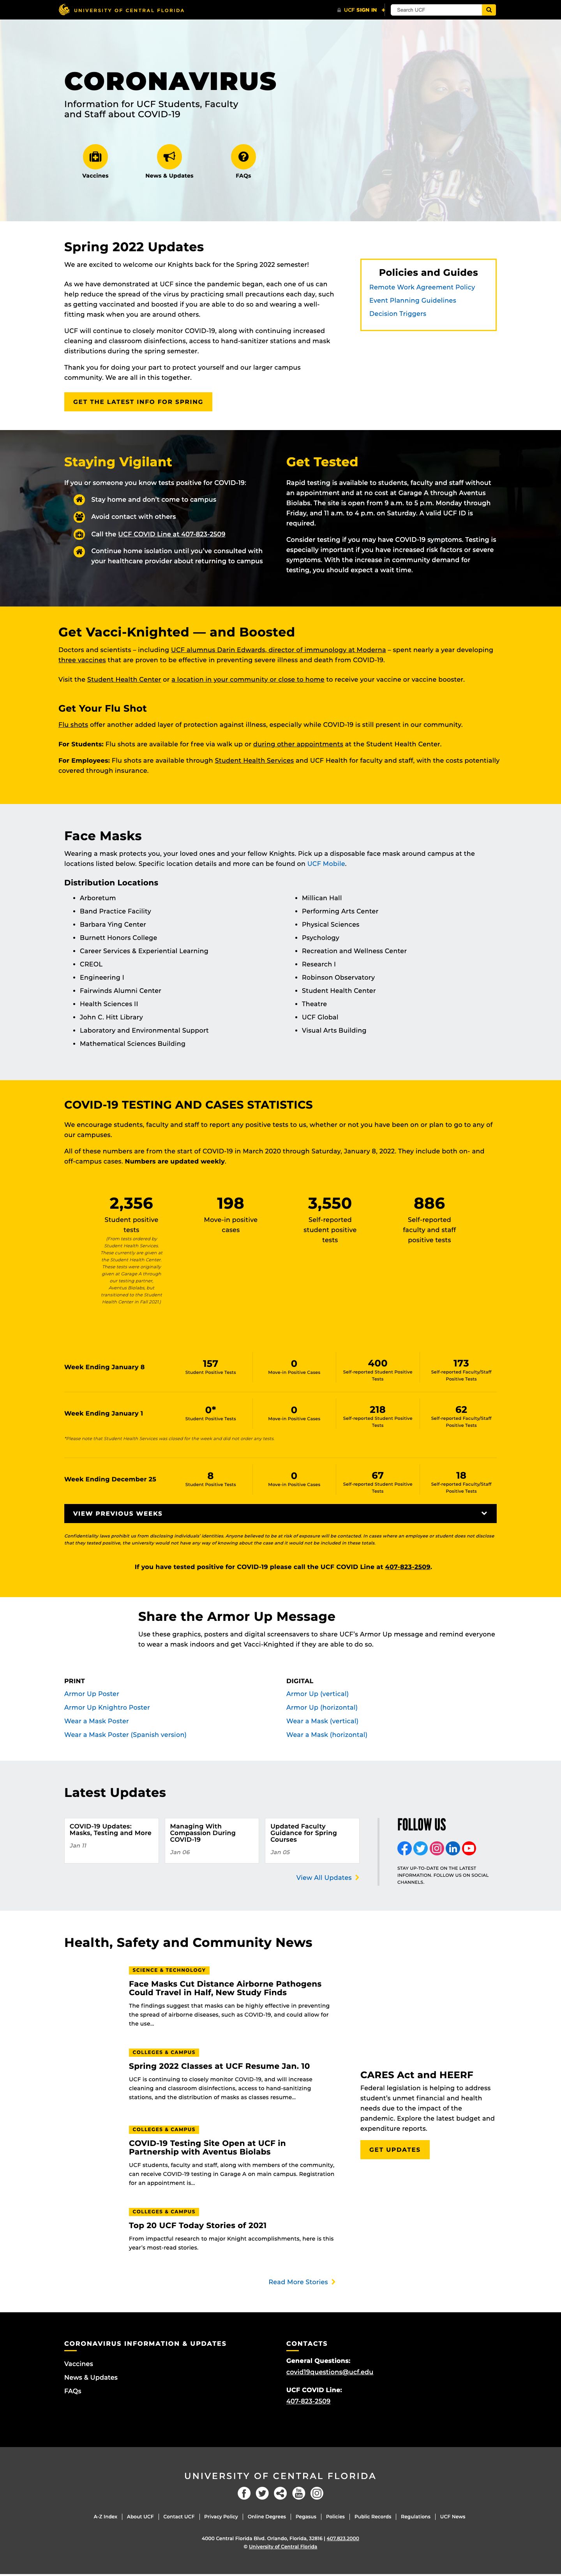 UNIVERSITY OF CENTRAL FLORIDA
UCF SIGN IN
Search UCF
CORONAVIRUS
Information for UCF Students, Faculty
and Staff about COVID-19
Vaccines
News & Updates
FAQs
Spring 2022 Updates
We are excited to welcome our Knights back for the Spring 2022 semester!
As we have demonstrated at UCF since the pandemic began, each one of us can
help reduce the spread of the virus by practicing small precautions each day, such
as getting vaccinated and boosted if you are able to do so and wearing a well-
fitting mask when you are around others.
UCF will continue to closely monitor COVID-19, along with continuing increased
cleaning and classroom disinfections, access to hand-sanitizer stations and mask
distributions during the spring semester.
Thank you for doing your part to protect yourself and our larger campus
community. We are all in this together.
GET THE LATEST INFO FOR SPRING
Policies and Guides
Remote Work Agreement Policy
Event Planning Guidelines
Decision Triggers
Staying Vigilant
If you or someone you know tests positive for COVID-19:
Stay home and don't come to campus
Avoid contact with others
Call the UCF COVID Line at 407-823-2509
Continue home isolation until you've consulted with
your healthcare provider about returning to campus
Get Tested
Rapid testing is available to students, faculty and staff without
an appointment and at no cost at Garage A through Aventus
Biolabs. The site is open from 9 a.m. to 5 p.m. Monday through
Friday, and 11 a.m. to 4 p.m. on Saturday. A valid UCF ID is
required.
Consider testing if you may have COVID-19 symptoms. Testing is
especially important if you have increased risk factors or severe
symptoms. With the increase in community demand for
testing, you should expect a wait time.
Get Vacci-Knighted — and Boosted
Doctors and scientists – including UCF alumnus Darin Edwards, director of immunology at Moderna – spent nearly a year developing
three vaccines that are proven to be effective in preventing severe illness and death from COVID-19.
Visit the Student Health Center or a location in your community or close to home to receive your vaccine or vaccine booster.
Get Your Flu Shot
Flu shots offer another added layer of protection against illness, especially while COVID-19 is still present in our community.
For Students: Flu shots are available for free via walk up or during other appointments at the Student Health Center.
For Employees: Flu shots are available through Student Health Services and UCF Health for faculty and staff, with the costs potentially
covered through insurance.
Face Masks
Wearing a mask protects you, your loved ones and your fellow Knights. Pick up a disposable face mask around campus at the
locations listed below. Specific location details and more can be found on UCF Mobile.
Distribution Locations
• Arboretum
• Band Practice Facility
• Barbara Ying Center
• Burnett Honors College
• Career Services & Experiential Learning
• CREOL
• Engineering I
• Fairwinds Alumni Center
• Health Sciences II
• John C. Hitt Library
• Laboratory and Environmental Support
• Mathematical Sciences Building
• Millican Hall
• Performing Arts Center
• Physical Sciences
• Psychology
• Recreation and Wellness Center
• Research I
• Robinson Observatory
• Student Health Center
• Theatre
• UCF Global
• Visual Arts Building
COVID-19 TESTING AND CASES STATISTICS
We encourage students, faculty and staff to report any positive tests to us, whether or not you have been on or plan to go to any of
our campuses.
All of these numbers are from the start of COVID-19 in March 2020 through Saturday, January 8, 2022. They include both on- and
off-campus cases. Numbers are updated weekly.
2,356
Student positive
tests
(From tests ordered by
Student Health Services.
These currently are given at
the Student Health Center.
These tests were originally
given at Garage A through
our testing partner,
Aventus Biolabs, but
transitioned to the Student
Health Center in Fall 2021.)
198
Move-in positive
cases
3,550
Self-reported
student positive
tests
886
Self-reported
faculty and staff
positive tests
Week Ending January 8
157
Student Positive Tests
0
Move-in Positive Cases
400
Self-reported Student Positive
Tests
173
Self-reported Faculty/Staff
Positive Tests
Week Ending January 1
0*
Student Positive Tests
0
Move-in Positive Cases
218
Self-reported Student Positive
Tests
62
Self-reported Faculty/Staff
Positive Tests
*Please note that Student Health Services was closed for the week and did not order any tests.
Week Ending December 25
8
Student Positive Tests
0
Move-in Positive Cases
67
Self-reported Student Positive
Tests
18
Self-reported Faculty/Staff
Positive Tests
VIEW PREVIOUS WEEKS
Confidentiality laws prohibit us from disclosing individuals' identities. Anyone believed to be at risk of exposure will be contacted. In cases where an employee or student does not disclose
that they tested positive, the university would not have any way of knowing about the case and it would not be included in these totals.
If you have tested positive for COVID-19 please call the UCF COVID Line at 407-823-2509.
Share the Armor Up Message
Use these graphics, posters and digital screensavers to share UCF's Armor Up message and remind everyone
to wear a mask indoors and get Vacci-Knighted if they are able to do so.
PRINT
Armor Up Poster
Armor Up Knightro Poster
Wear a Mask Poster
Wear a Mask Poster (Spanish version)
DIGITAL
Armor Up (vertical)
Armor Up (horizontal)
Wear a Mask (vertical)
Wear a Mask (horizontal)
Latest Updates
COVID-19 Updates:
Masks, Testing and More
Jan 11
Managing With
Compassion During
COVID-19
Jan 06
Updated Faculty
Guidance for Spring
Courses
Jan 05
View All Updates
FOLLOW US
STAY UP-TO-DATE ON THE LATEST
INFORMATION. FOLLOW US ON SOCIAL
CHANNELS.
Health, Safety and Community News
SCIENCE & TECHNOLOGY
Face Masks Cut Distance Airborne Pathogens
Could Travel in Half, New Study Finds
The findings suggest that masks can be highly effective in preventing
the spread of airborne diseases, such as COVID-19, and could allow for
the use...
COLLEGES & CAMPUS
Spring 2022 Classes at UCF Resume Jan. 10
UCF is continuing to closely monitor COVID-19, and will increase
cleaning and classroom disinfections, access to hand-sanitizing
stations, and the distribution of masks as classes resume...
COLLEGES & CAMPUS
COVID-19 Testing Site Open at UCF in
Partnership with Aventus Biolabs
UCF students, faculty and staff, along with members of the community,
can receive COVID-19 testing in Garage A on main campus. Registration
for an appointment is...
COLLEGES & CAMPUS
Top 20 UCF Today Stories of 2021
From impactful research to major Knight accomplishments, here is this
year's most-read stories.
Read More Stories
CARES Act and HEERF
Federal legislation is helping to address
student's unmet financial and health
needs due to the impact of the
pandemic. Explore the latest budget and
expenditure reports.
GET UPDATES
CORONAVIRUS INFORMATION & UPDATES
Vaccines
News & Updates
FAQs
CONTACTS
General Questions:
covid19questions@ucf.edu
UCF COVID Line:
407-823-2509
UNIVERSITY OF CENTRAL FLORIDA
A-Z Index
About UCF
Contact UCF
Privacy Policy
Online Degrees
Pegasus
Policies
Public Records
Regulations
UCF News
4000 Central Florida Blvd. Orlando, Florida, 32816 | 407.823.2000
© University of Central Florida